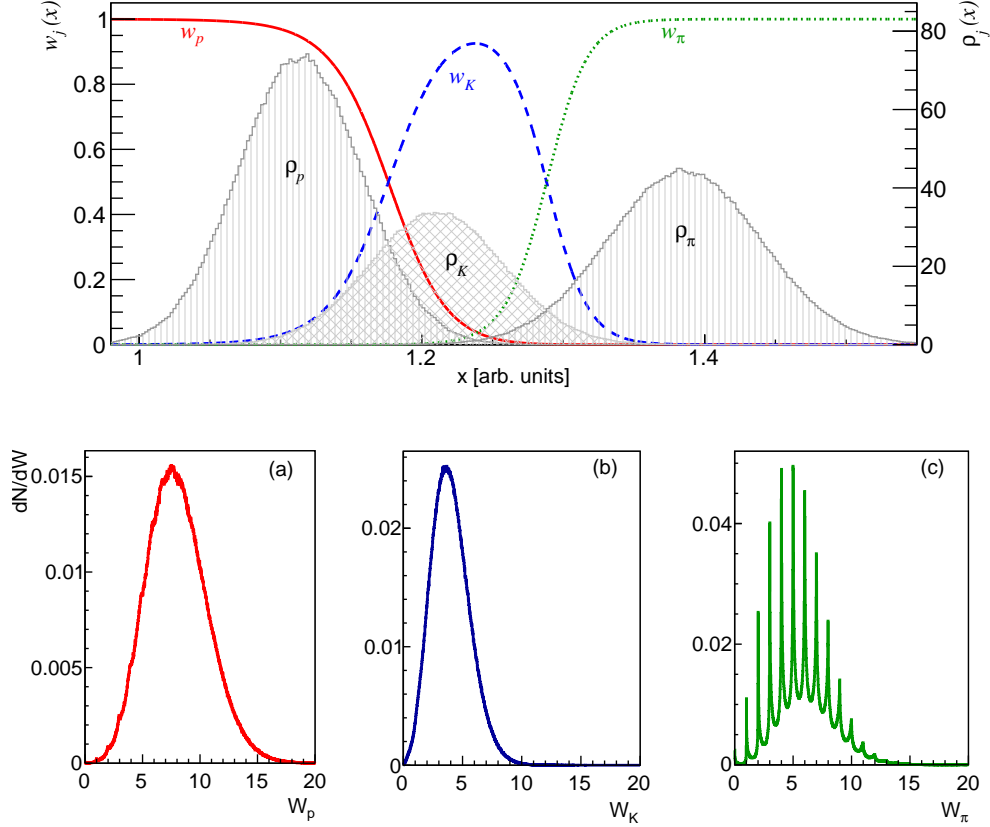 w_j(x)
ρ_j(x)
1
0.8
0.6
0.4
0.2
0
80
60
40
20
0
w_p
w_K
w_π
ρ_p
ρ_K
ρ_π
1
1.2
1.4
x [arb. units]
dN/dW
(a)
0.015
0.01
0.005
0
0 5 10 15 20
W_p
(b)
0.02
0.01
0
0 5 10 15 20
W_K
(c)
0.04
0.02
0
0 5 10 15 20
W_π